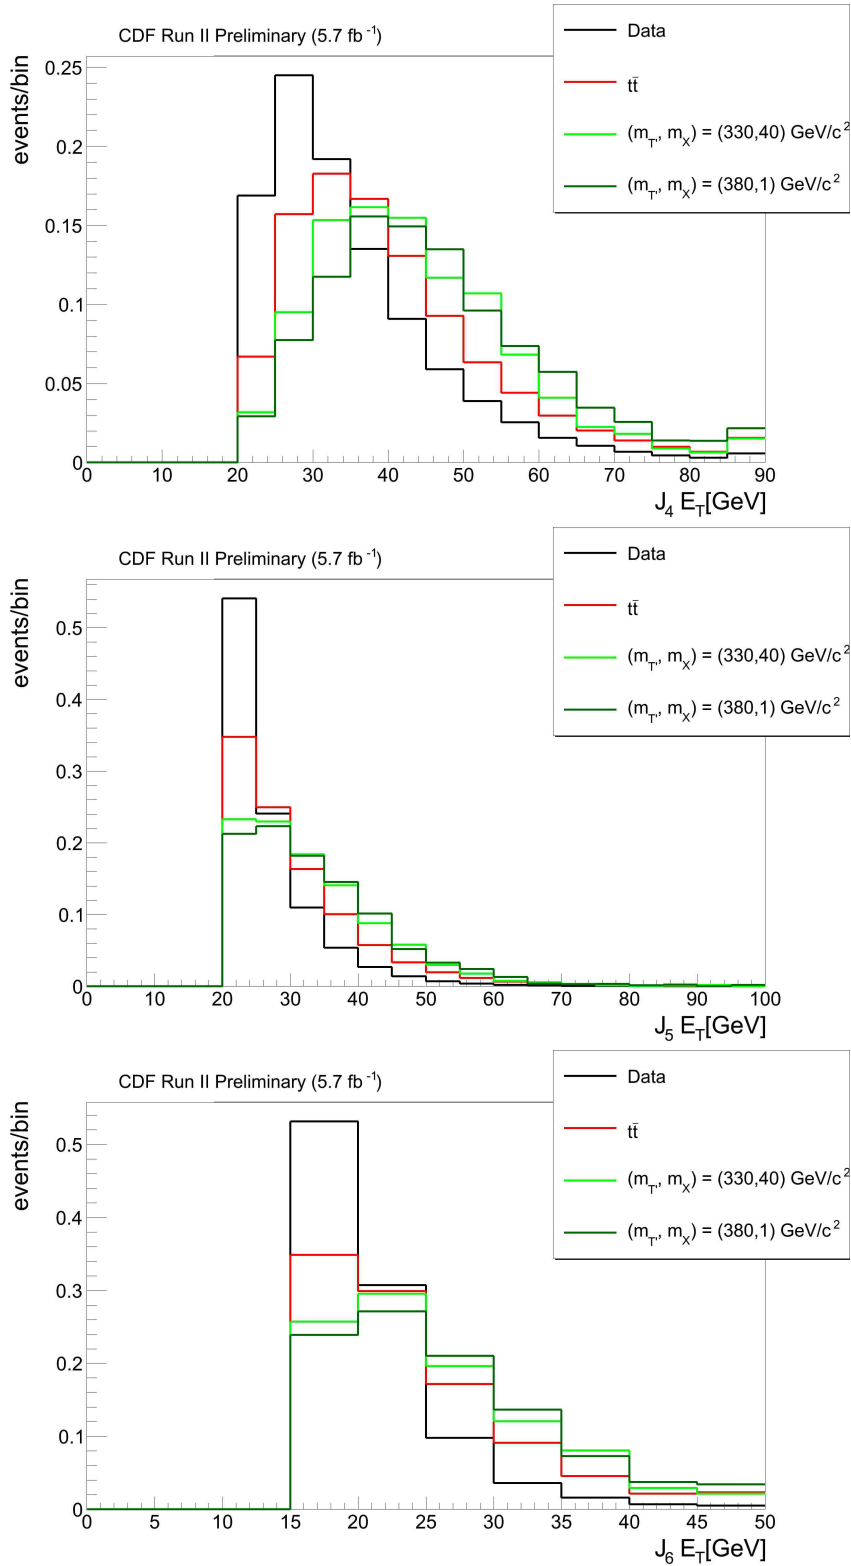 CDF Run II Preliminary (5.7 fb⁻¹)
Data
tt̄
(m_T', m_X) = (330,40) GeV/c²
(m_T', m_X) = (380,1) GeV/c²
events/bin
0.25
0.2
0.15
0.1
0.05
0
0 10 20 30 40 50 60 70 80 90
J₄ E_T[GeV]
CDF Run II Preliminary (5.7 fb⁻¹)
Data
tt̄
(m_T', m_X) = (330,40) GeV/c²
(m_T', m_X) = (380,1) GeV/c²
events/bin
0.5
0.4
0.3
0.2
0.1
0
0 10 20 30 40 50 60 70 80 90 100
J₅ E_T[GeV]
CDF Run II Preliminary (5.7 fb⁻¹)
Data
tt̄
(m_T', m_X) = (330,40) GeV/c²
(m_T', m_X) = (380,1) GeV/c²
events/bin
0.5
0.4
0.3
0.2
0.1
0
0 5 10 15 20 25 30 35 40 45 50
J₆ E_T[GeV]